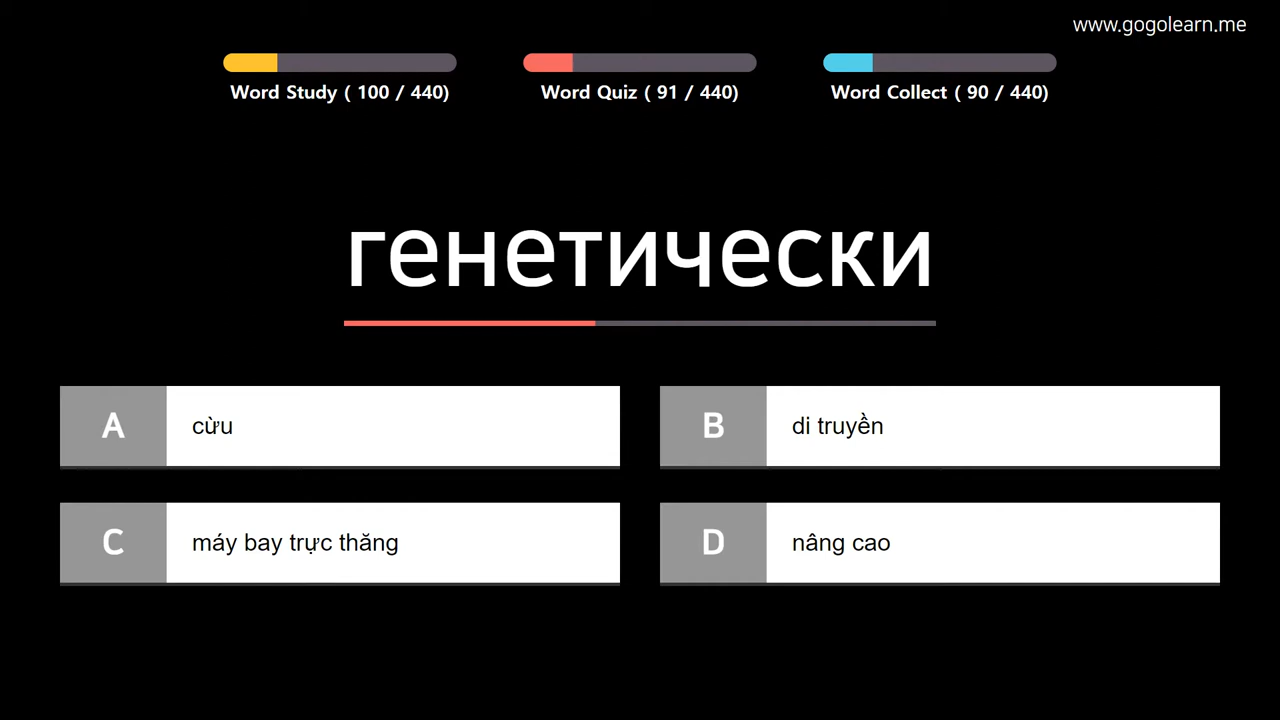 www.gogolearn.me
Word Study ( 100 / 440)
Word Quiz ( 91 / 440)
Word Collect ( 90 / 440)
генетически
A
cừu
B
di truyền
C
máy bay trực thăng
D
nâng cao